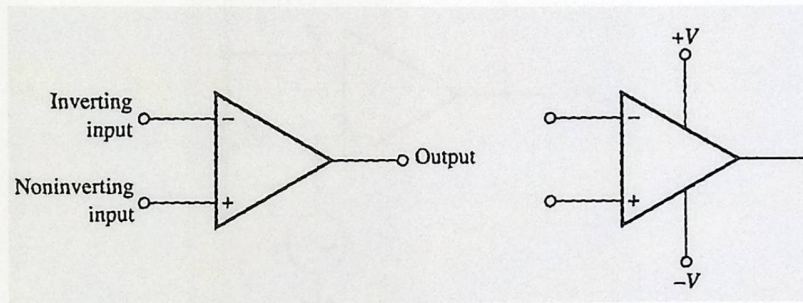 Inverting
input
−
Noninverting
input
+
Output
+V
−
+
−V